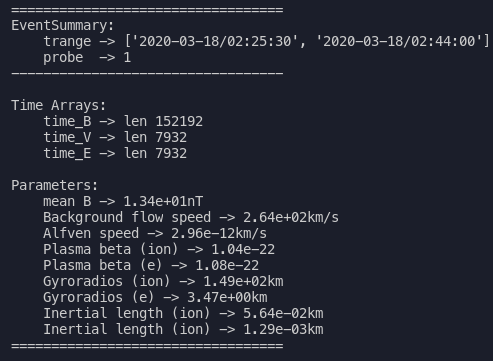 ==================================
EventSummary:
    trange -> ['2020-03-18/02:25:30', '2020-03-18/02:44:00']
    probe  -> 1
----------------------------------

Time Arrays:
    time_B -> len 152192
    time_V -> len 7932
    time_E -> len 7932

Parameters:
    mean B -> 1.34e+01nT
    Background flow speed -> 2.64e+02km/s
    Alfven speed -> 2.96e-12km/s
    Plasma beta (ion) -> 1.04e-22
    Plasma beta (e) -> 1.08e-22
    Gyroradios (ion) -> 1.49e+02km
    Gyroradios (e) -> 3.47e+00km
    Inertial length (ion) -> 5.64e-02km
    Inertial length (ion) -> 1.29e-03km
==================================